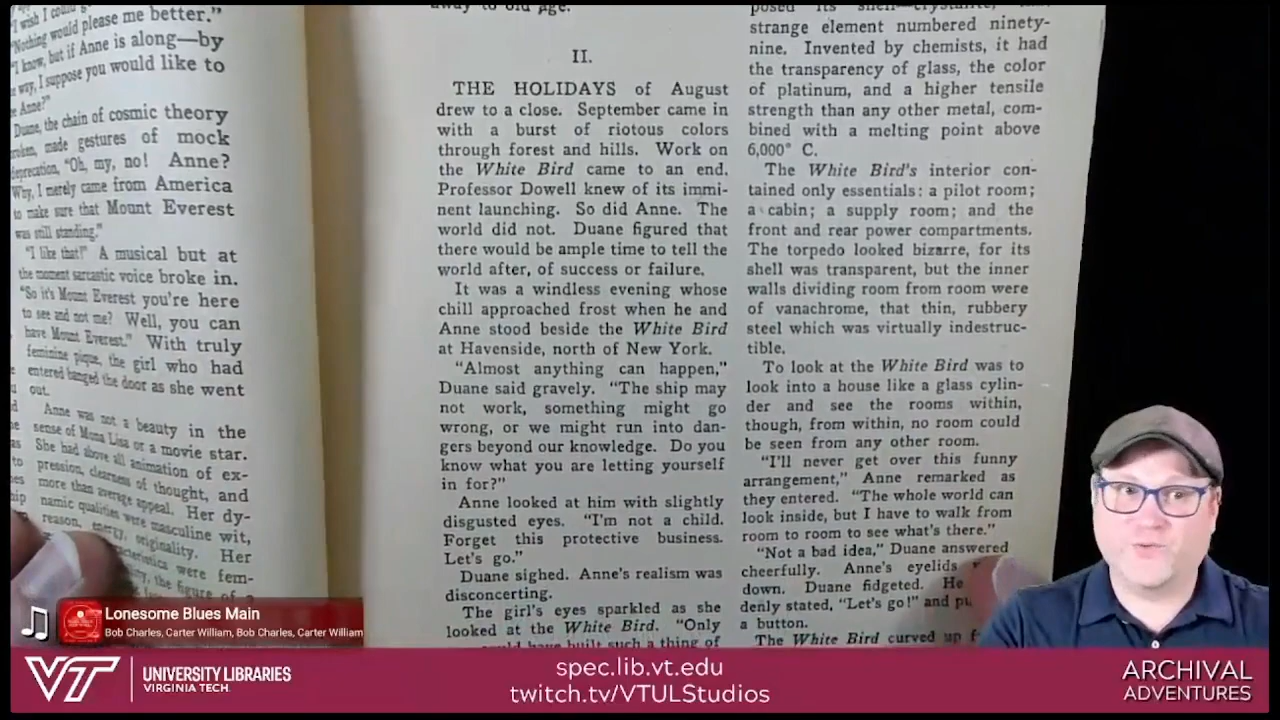 I wish I could
"Nothing would please me better."
"I know, but if Anne is along—by
way, I suppose you would like to
Anne?"
Duane, the chain of cosmic theory
made gestures of mock
deprecation, "Oh, my, no! Anne?
Why, I merely came from America
to make sure that Mount Everest
was still standing."
"I like that!" A musical but at
the moment sarcastic voice broke in.
"So it's Mount Everest you're here
to see and not me? Well, you can
have Mount Everest." With truly
feminine pique, the girl who had
entered banged the door as she went
out.
Anne was not a beauty in the
sense of Mona Lisa or a movie star.
She had above all animation of ex-
pression, clearness of thought, and
more than average appeal. Her dy-
namic qualities were masculine wit,
reason, energy, originality. Her
were fem-
the figure of a
away to old age.
II.
THE HOLIDAYS of August
drew to a close. September came in
with a burst of riotous colors
through forest and hills. Work on
the White Bird came to an end.
Professor Dowell knew of its immi-
nent launching. So did Anne. The
world did not. Duane figured that
there would be ample time to tell the
world after, of success or failure.
It was a windless evening whose
chill approached frost when he and
Anne stood beside the White Bird
at Havenside, north of New York.
"Almost anything can happen,"
Duane said gravely. "The ship may
not work, something might go
wrong, or we might run into dan-
gers beyond our knowledge. Do you
know what you are letting yourself
in for?"
Anne looked at him with slightly
disgusted eyes. "I'm not a child.
Forget this protective business.
Let's go."
Duane sighed. Anne's realism was
disconcerting.
The girl's eyes sparkled as she
looked at the White Bird. "Only
could have built such a thing of
posed its shell—
strange element numbered ninety-
nine. Invented by chemists, it had
the transparency of glass, the color
of platinum, and a higher tensile
strength than any other metal, com-
bined with a melting point above
6,000° C.
The White Bird's interior con-
tained only essentials: a pilot room;
a cabin; a supply room; and the
front and rear power compartments.
The torpedo looked bizarre, for its
shell was transparent, but the inner
walls dividing room from room were
of vanachrome, that thin, rubbery
steel which was virtually indestruc-
tible.
To look at the White Bird was to
look into a house like a glass cylin-
der and see the rooms within,
though, from within, no room could
be seen from any other room.
"I'll never get over this funny
arrangement," Anne remarked as
they entered. "The whole world can
look inside, but I have to walk from
room to room to see what's there."
"Not a bad idea," Duane answered
cheerfully. Anne's eyelids
down. Duane fidgeted. He
denly stated, "Let's go!" and
a button.
The White Bird curved up
Lonesome Blues Main
Bob Charles, Carter William, Bob Charles, Carter William
VT
UNIVERSITY LIBRARIES
VIRGINIA TECH.
spec.lib.vt.edu
twitch.tv/VTULStudios
ARCHIVAL
ADVENTURES